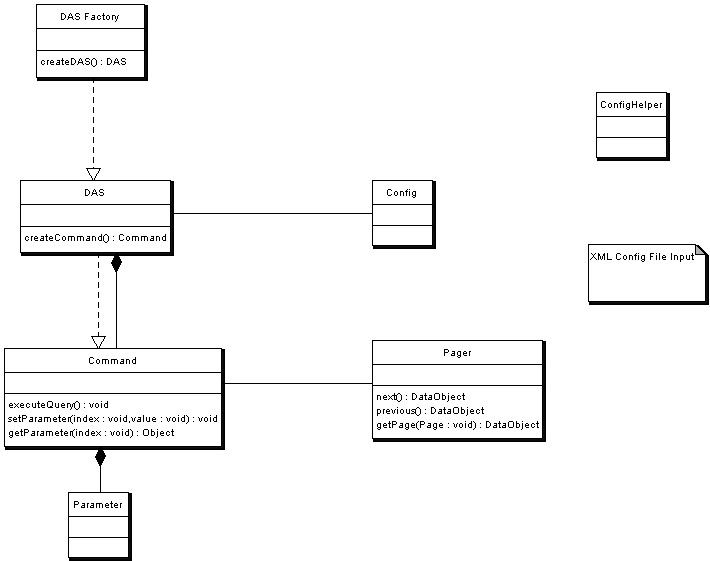 DAS Factory
createDAS() : DAS
ConfigHelper
DAS
createCommand() : Command
Config
XML Config File Input
Command
executeQuery() : void
setParameter(index : void,value : void) : void
getParameter(index : void) : Object
Pager
next() : DataObject
previous() : DataObject
getPage(Page : void) : DataObject
Parameter